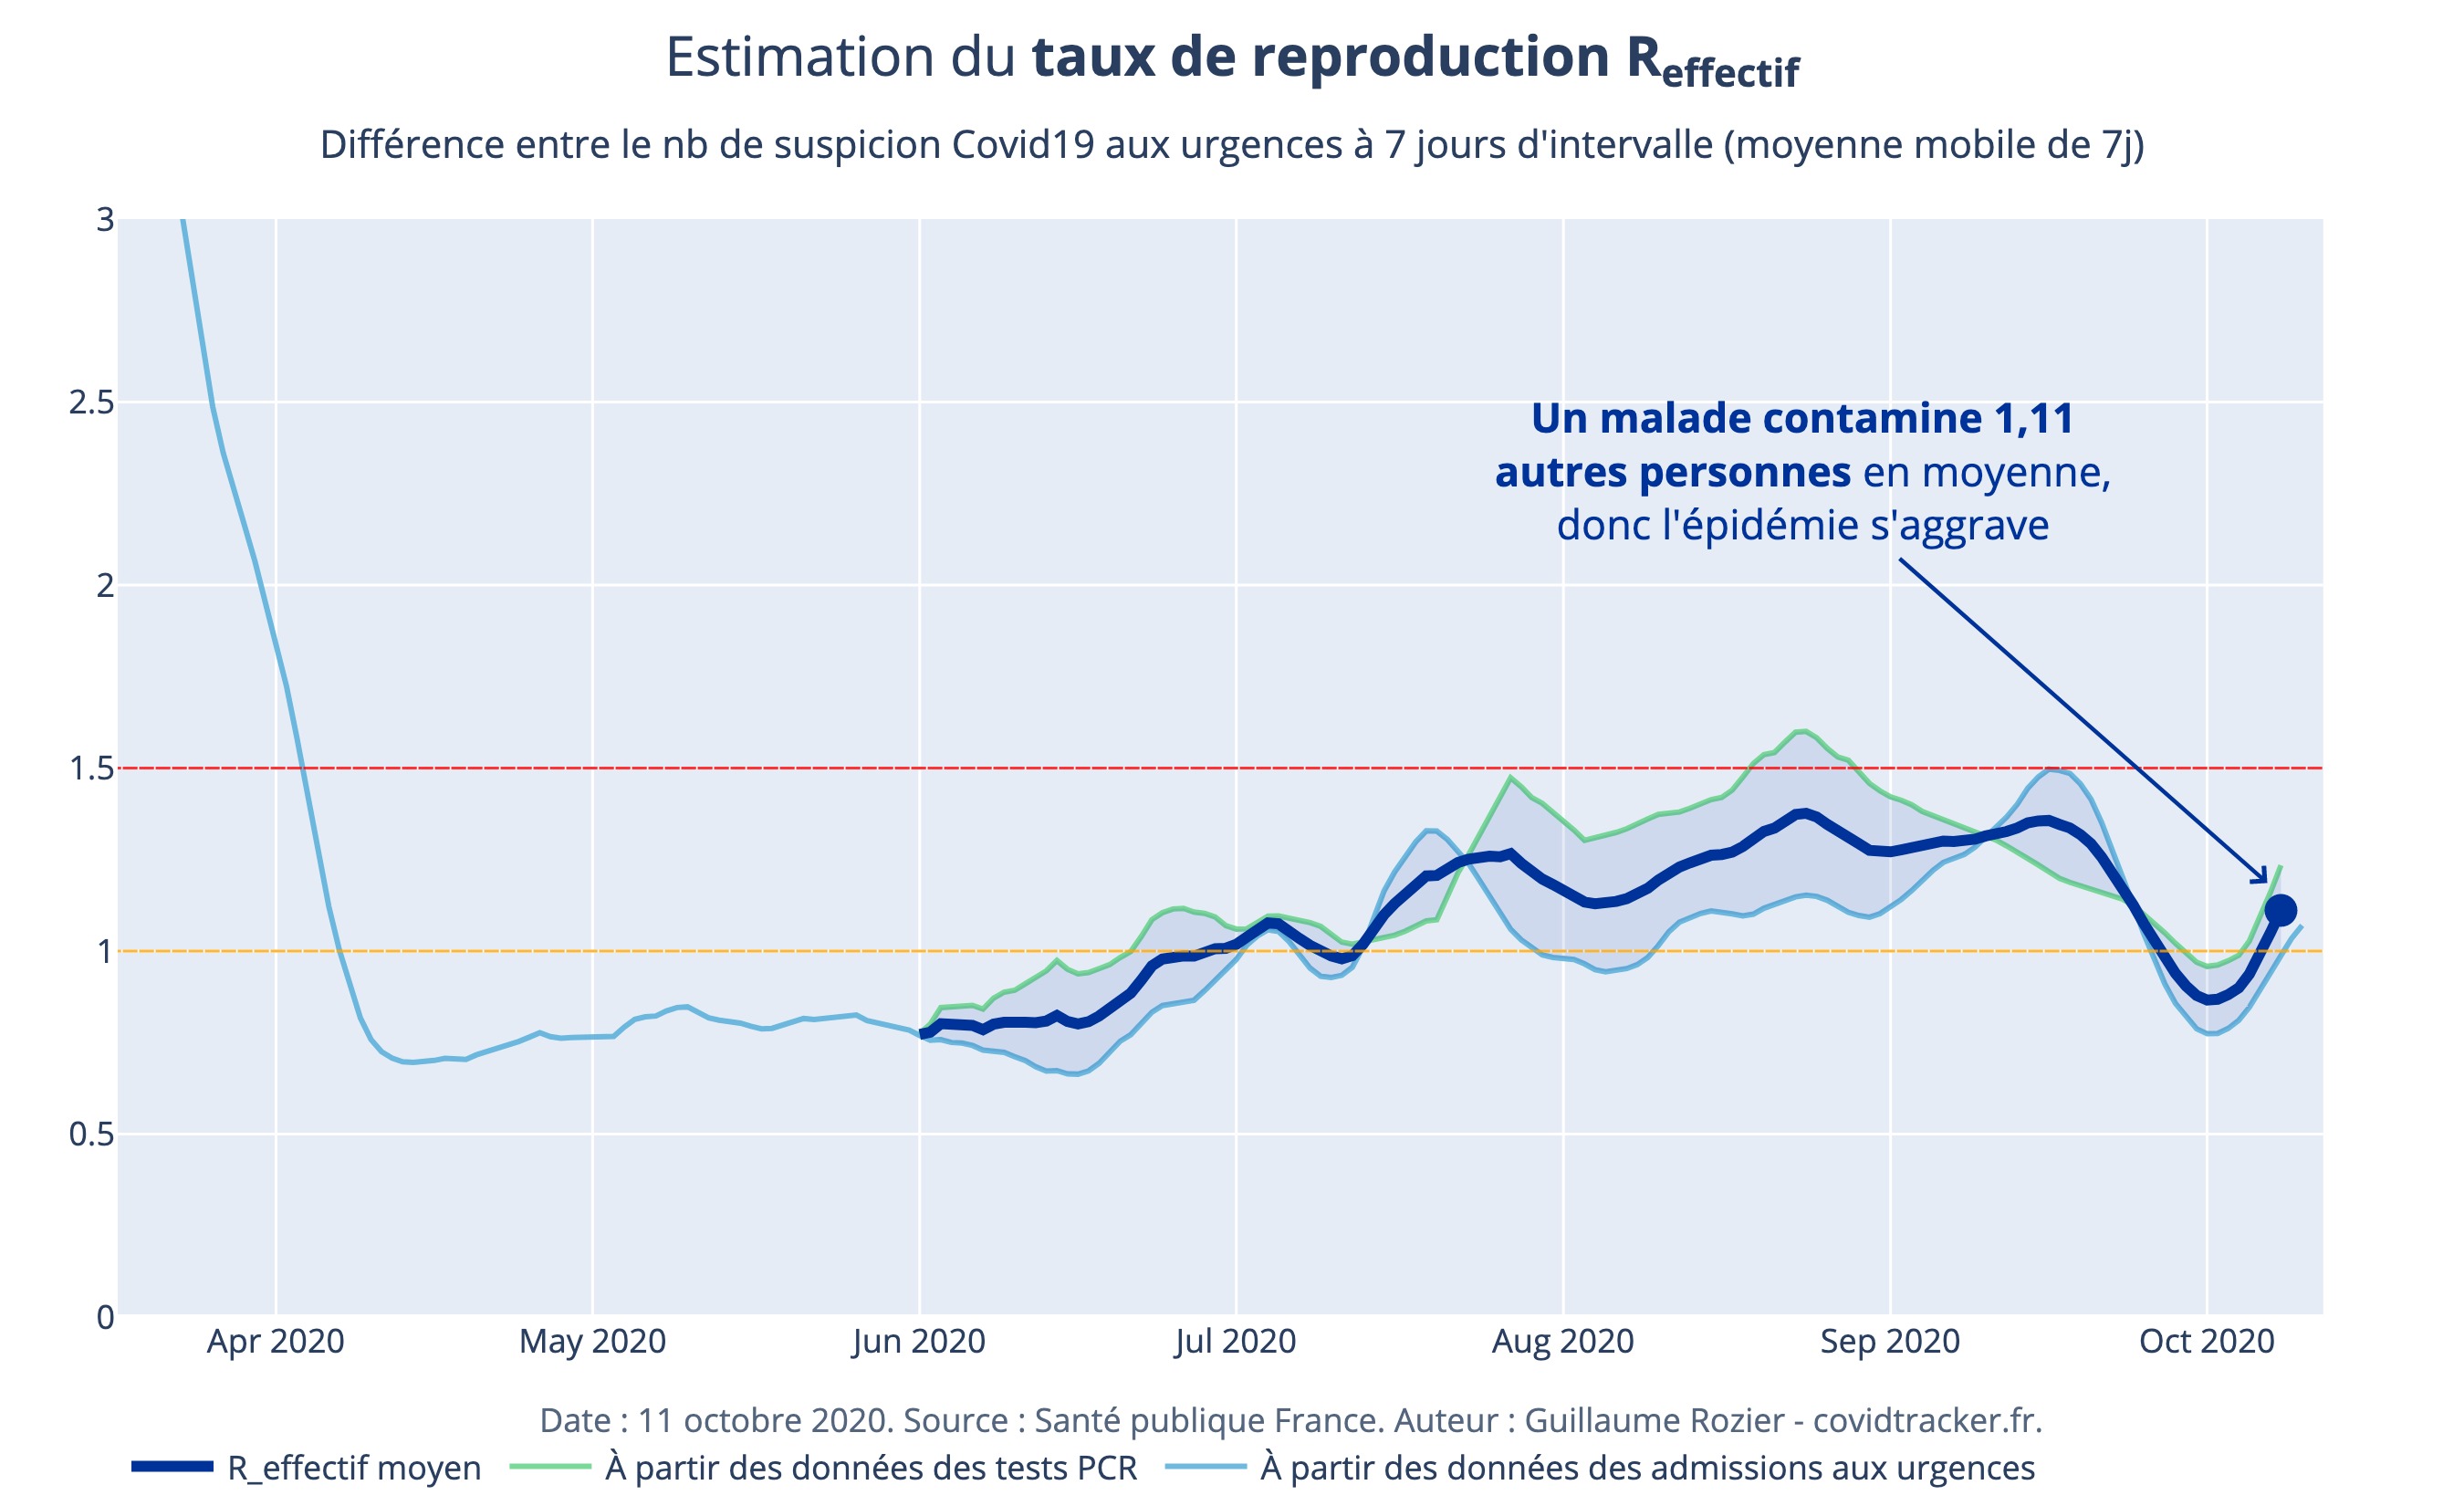 Estimation du taux de reproduction Reffectif
Différence entre le nb de suspicion Covid19 aux urgences à 7 jours d'intervalle (moyenne mobile de 7j)
3
2.5
2
1.5
1
0.5
0
Un malade contamine 1,11
autres personnes en moyenne,
donc l'épidémie s'aggrave
Apr 2020 May 2020 Jun 2020 Jul 2020 Aug 2020 Sep 2020 Oct 2020
Date : 11 octobre 2020. Source : Santé publique France. Auteur : Guillaume Rozier - covidtracker.fr.
R_effectif moyen À partir des données des tests PCR À partir des données des admissions aux urgences